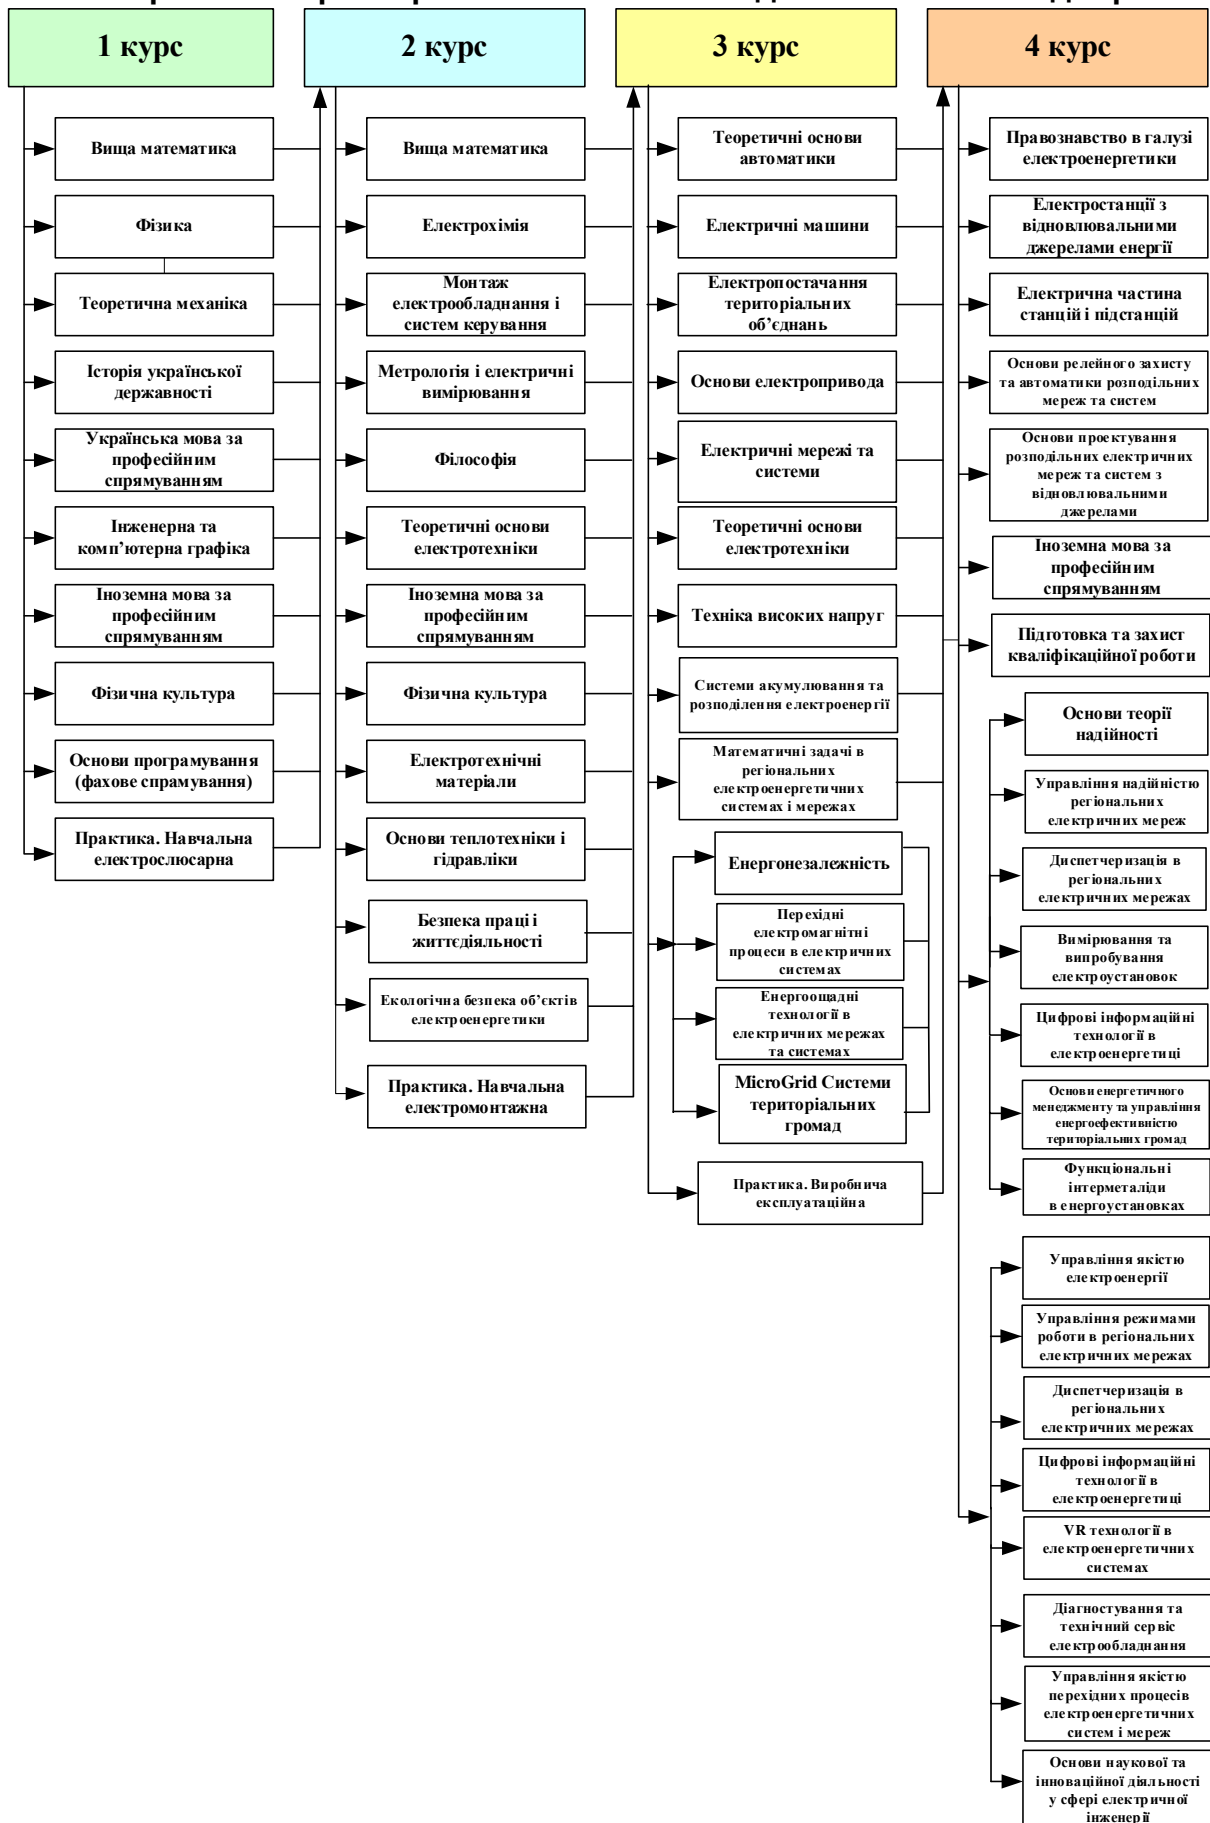 1 курс
Вища математика
Фізика
Теоретична механіка
Історія української
державності
Українська мова за
професійним
спрямуванням
Інженерна та
комп’ютерна графіка
Іноземна мова за
професійним
спрямуванням
Фізична культура
Основи програмування
(фахове спрамування)
Практика. Навчальна
електрослюсарна
2 курс
Вища математика
Електрохімія
Монтаж
електрообладнання і
систем керування
Метрологія і електричні
вимірювання
Філософія
Теоретичні основи
електротехніки
Іноземна мова за
професійним
спрямуванням
Фізична культура
Електротехнічні
матеріали
Основи теплотехніки і
гідравліки
Безпека праці і
життєдіяльності
Екологічна безпека об’єктів
електроенергетики
Практика. Навчальна
електромонтажна
3 курс
Теоретичні основи
автоматики
Електричні машини
Електропостачання
територіальних
об’єднань
Основи електропривода
Електричні мережі та
системи
Теоретичні основи
електротехніки
Техніка високих напруг
Системи акумулювання та
розподілення електроенергії
Математичні задачі в
регіональних
електроенергетичних
системах і мережах
Енергонезалежність
Перехідні
електромагнітні
процеси в електричних
системах
Енергоощадні
технології в
електричних мережах
та системах
MicroGrid Системи
територіальних
громад
Практика. Виробнича
експлуатаційна
4 курс
Правознавство в галузі
електроенергетики
Електростанції з
відновлювальними
джерелами енергії
Електрична частина
станцій і підстанцій
Основи релейного захисту
та автоматики розподільних
мереж та систем
Основи проектування
розподільних електричних
мереж та систем з
відновлювальними
джерелами
Іноземна мова за
професійним
спрямуванням
Підготовка та захист
кваліфікаційної роботи
Основи теорії
надійності
Управління надійністю
регіональних
електричних мереж
Диспетчеризація в
регіональних
електричних мережах
Вимірювання та
випробування
електроустановок
Цифрові інформаційні
технології в
електроенергетиці
Основи енергетичного
менеджменту та управління
енергоефективністю
територіальних громад
Функціональні
інтерметаліди
в енергоустановках
Управління якістю
електроенергії
Управління режимами
роботи в регіональних
електричних мережах
Диспетчеризація в
регіональних
електричних мережах
Цифрові інформаційні
технології в
електроенергетиці
VR технології в
електроенергетичних
системах
Діагностування та
технічний сервіс
електрообладнання
Управління якістю
перехідних процесів
електроенергетичних
систем і мереж
Основи наукової та
інноваційної діяльності
у сфері електричної
інженерії